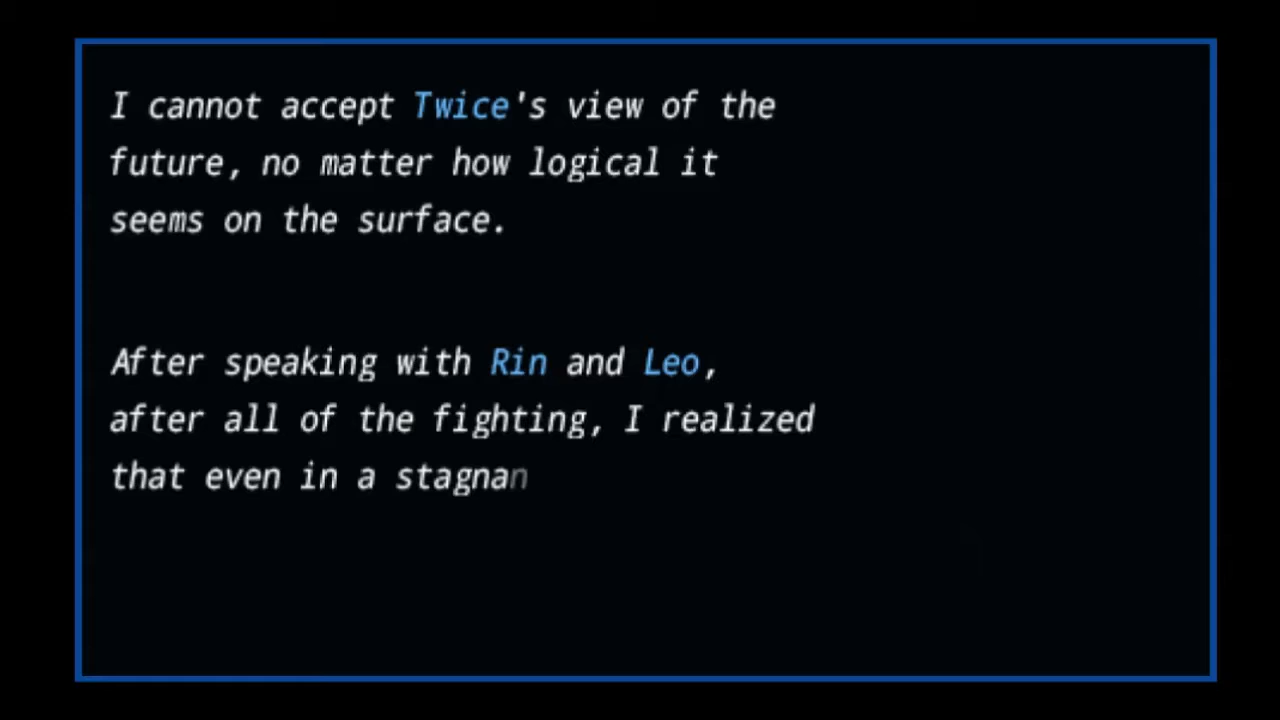 I cannot accept Twice's view of the
future, no matter how logical it
seems on the surface.
After speaking with Rin and Leo,
after all of the fighting, I realized
that even in a stagnan